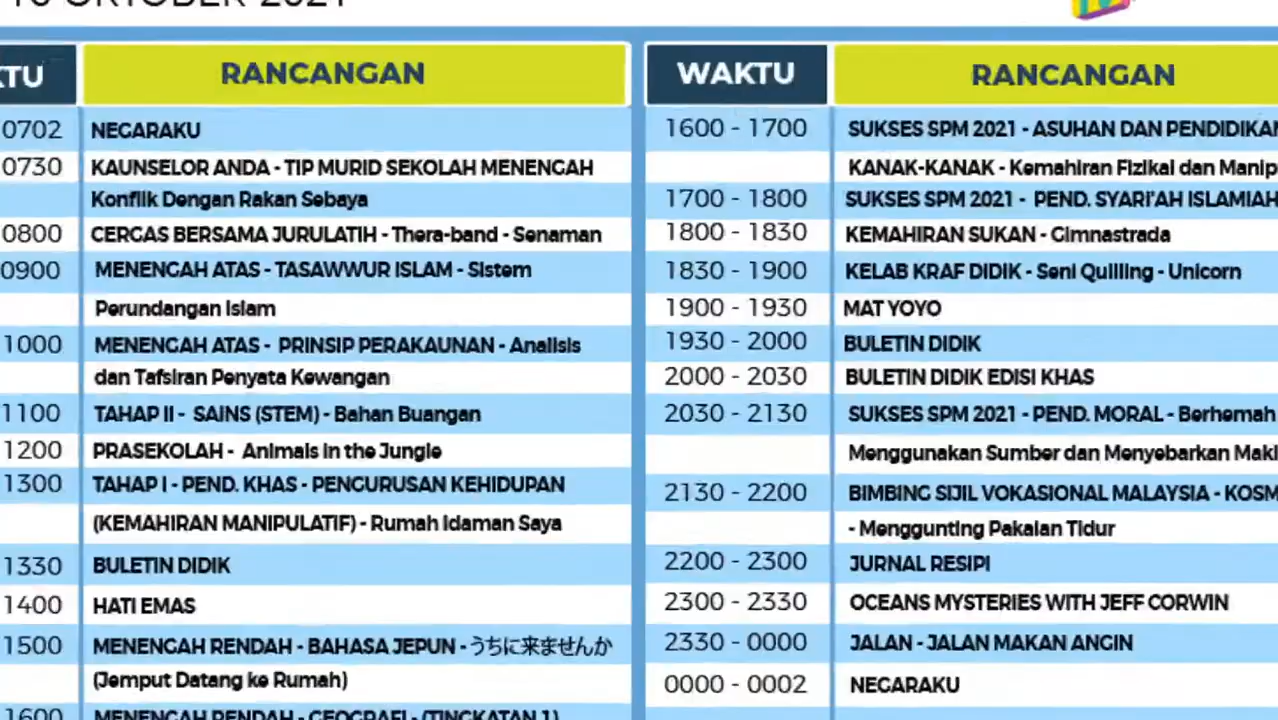 OKTOBER 2021
RANCANGAN
0702 NEGARAKU
0730 KAUNSELOR ANDA - TIP MURID SEKOLAH MENENGAH
Konflik Dengan Rakan Sebaya
0800 CERGAS BERSAMA JURULATIH - Thera-band - Senaman
0900 MENENGAH ATAS - TASAWWUR ISLAM - Sistem
Perundangan Islam
1000 MENENGAH ATAS - PRINSIP PERAKAUNAN - Analisis
dan Tafsiran Penyata Kewangan
1100 TAHAP II - SAINS (STEM) - Bahan Buangan
1200 PRASEKOLAH - Animals in the Jungle
1300 TAHAP I - PEND. KHAS - PENGURUSAN KEHIDUPAN
(KEMAHIRAN MANIPULATIF) - Rumah Idaman Saya
1330 BULETIN DIDIK
1400 HATI EMAS
1500 MENENGAH RENDAH - BAHASA JEPUN - うちに来ませんか
(Jemput Datang ke Rumah)
1600 MENENGAH RENDAH - GEOGRAFI - (TINGKATAN 1)
WAKTU RANCANGAN
1600 - 1700 SUKSES SPM 2021 - ASUHAN DAN PENDIDIKAN
KANAK-KANAK - Kemahiran Fizikal dan Manip
1700 - 1800 SUKSES SPM 2021 - PEND. SYARI'AH ISLAMIAH
1800 - 1830 KEMAHIRAN SUKAN - Gimnastrada
1830 - 1900 KELAB KRAF DIDIK - Seni Quilling - Unicorn
1900 - 1930 MAT YOYO
1930 - 2000 BULETIN DIDIK
2000 - 2030 BULETIN DIDIK EDISI KHAS
2030 - 2130 SUKSES SPM 2021 - PEND. MORAL - Berhemah
Menggunakan Sumber dan Menyebarkan Makl
2130 - 2200 BIMBING SIJIL VOKASIONAL MALAYSIA - KOSM
- Menggunting Pakaian Tidur
2200 - 2300 JURNAL RESIPI
2300 - 2330 OCEANS MYSTERIES WITH JEFF CORWIN
2330 - 0000 JALAN - JALAN MAKAN ANGIN
0000 - 0002 NEGARAKU